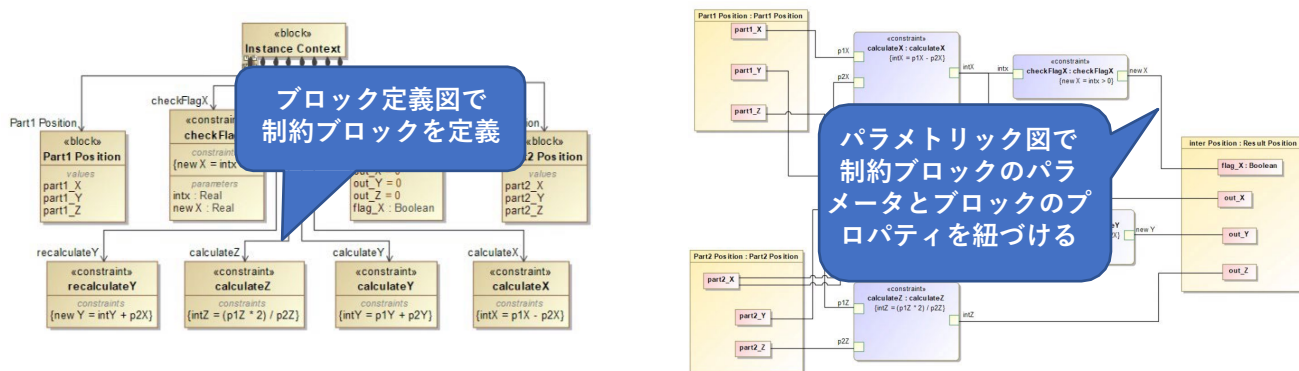 «block»
Instance Context
checkFlagX
Part1 Position
«block»
Part1 Position
values
part1_X
part1_Y
part1_Z
constraints
{new X = intx
parameters
intx : Real
new X : Real
ブロック定義図で
制約ブロックを定義
out_Y = 0
out_Z = 0
flag_X : Boolean
«block»
Position
values
part2_X
part2_Y
part2_Z
recalculateY
«constraint»
recalculateY
constraints
{new Y = intY + p2X}
calculateZ
«constraint»
calculateZ
constraints
{intZ = (p1Z * 2) / p2Z}
calculateY
«constraint»
calculateY
constraints
{intY = p1Y + p2Y}
calculateX
«constraint»
calculateX
constraints
{intX = p1X - p2X}
Part1 Position : Part1 Position
part1_X
part1_Y
part1_Z
p1X
p2X
«constraint»
calculateX : calculateX
{intX = p1X - p2X}
intX
intx
«constraint»
checkFlagX : checkFlagX
{new X = intx > 0}
new X
パラメトリック図で
制約ブロックのパラ
メータとブロックのプ
ロパティを紐づける
Inter Position : Result Position
flag_X : Boolean
out_X
out_Y
out_Z
new Y
Part2 Position : Part2 Position
part2_X
part2_Y
part2_Z
p1Z
p2Z
calculateZ : calculateZ
{intZ = (p1Z * 2) / p2Z}
intZ